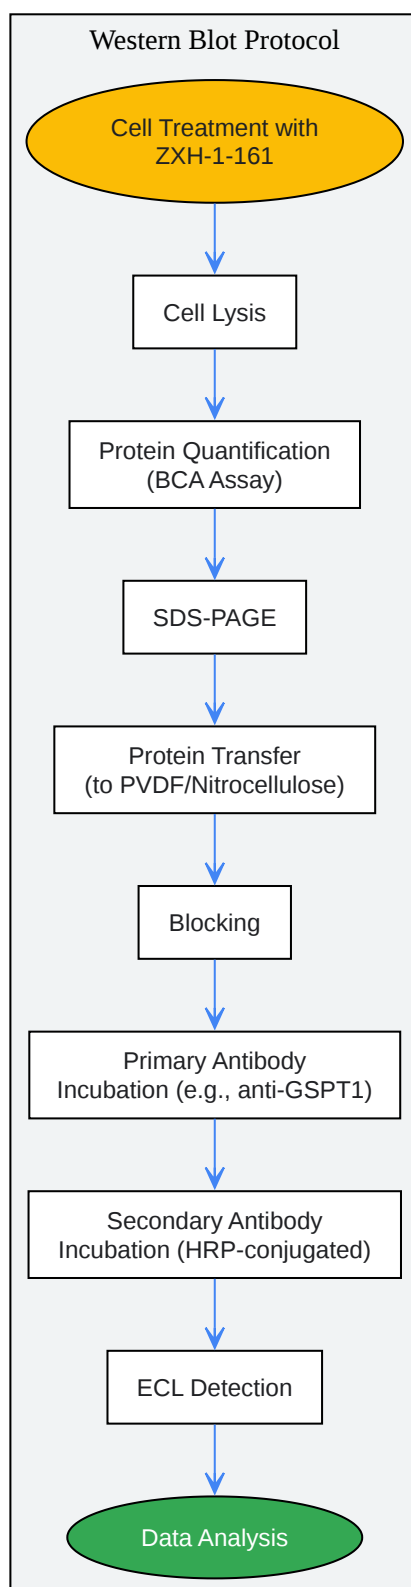 Western Blot Protocol
Cell Treatment with
ZXH-1-161
Cell Lysis
Protein Quantification
(BCA Assay)
SDS-PAGE
Protein Transfer
(to PVDF/Nitrocellulose)
Blocking
Primary Antibody
Incubation (e.g., anti-GSPT1)
Secondary Antibody
Incubation (HRP-conjugated)
ECL Detection
Data Analysis